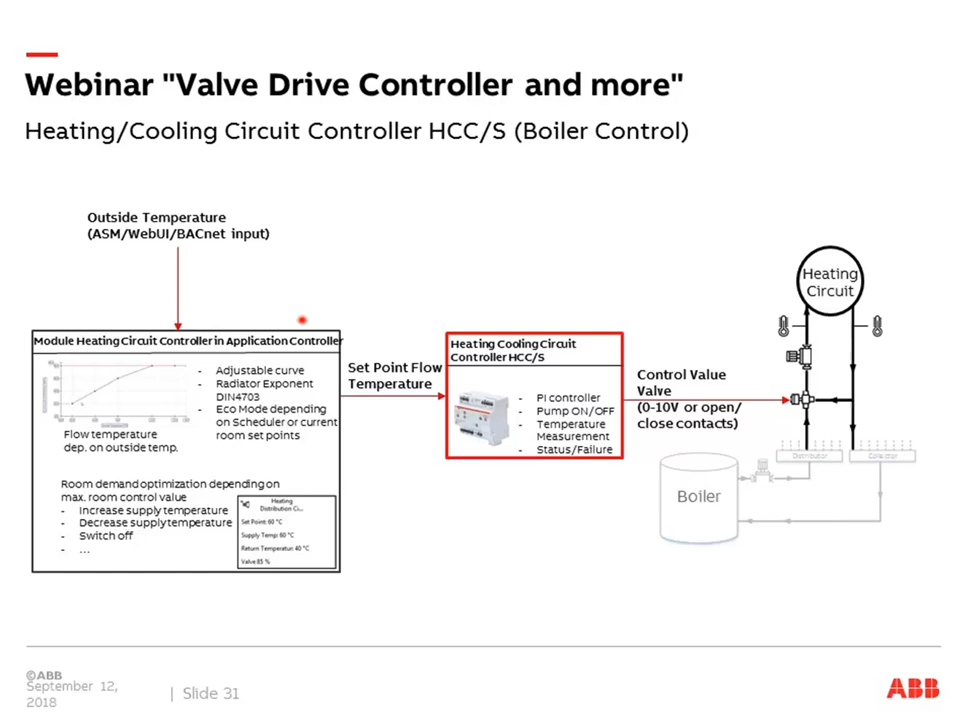 Webinar "Valve Drive Controller and more"
Heating/Cooling Circuit Controller HCC/S (Boiler Control)
Outside Temperature
(ASM/WebUI/BACnet input)
Module Heating Circuit Controller in Application Controller
- Adjustable curve
- Radiator Exponent
DIN4703
- Eco Mode depending
on Scheduler or current
room set points
Flow temperature
dep. on outside temp.
Room demand optimization depending on
max. room control value
- Increase supply temperature
- Decrease supply temperature
- Switch off
- ...
Heating
Distribution Ci...
Set Point: 60 °C
Supply Temp: 60 °C
Return Temperatur: 40 °C
Valve 85 %
Set Point Flow
Temperature
Heating Cooling Circuit
Controller HCC/S
- PI controller
- Pump ON/OFF
- Temperature
Measurement
- Status/Failure
Control Value
Valve
(0-10V or open/
close contacts)
Heating
Circuit
Distributor
Collector
Boiler
©ABB
September 12,
2018
| Slide 31
ABB